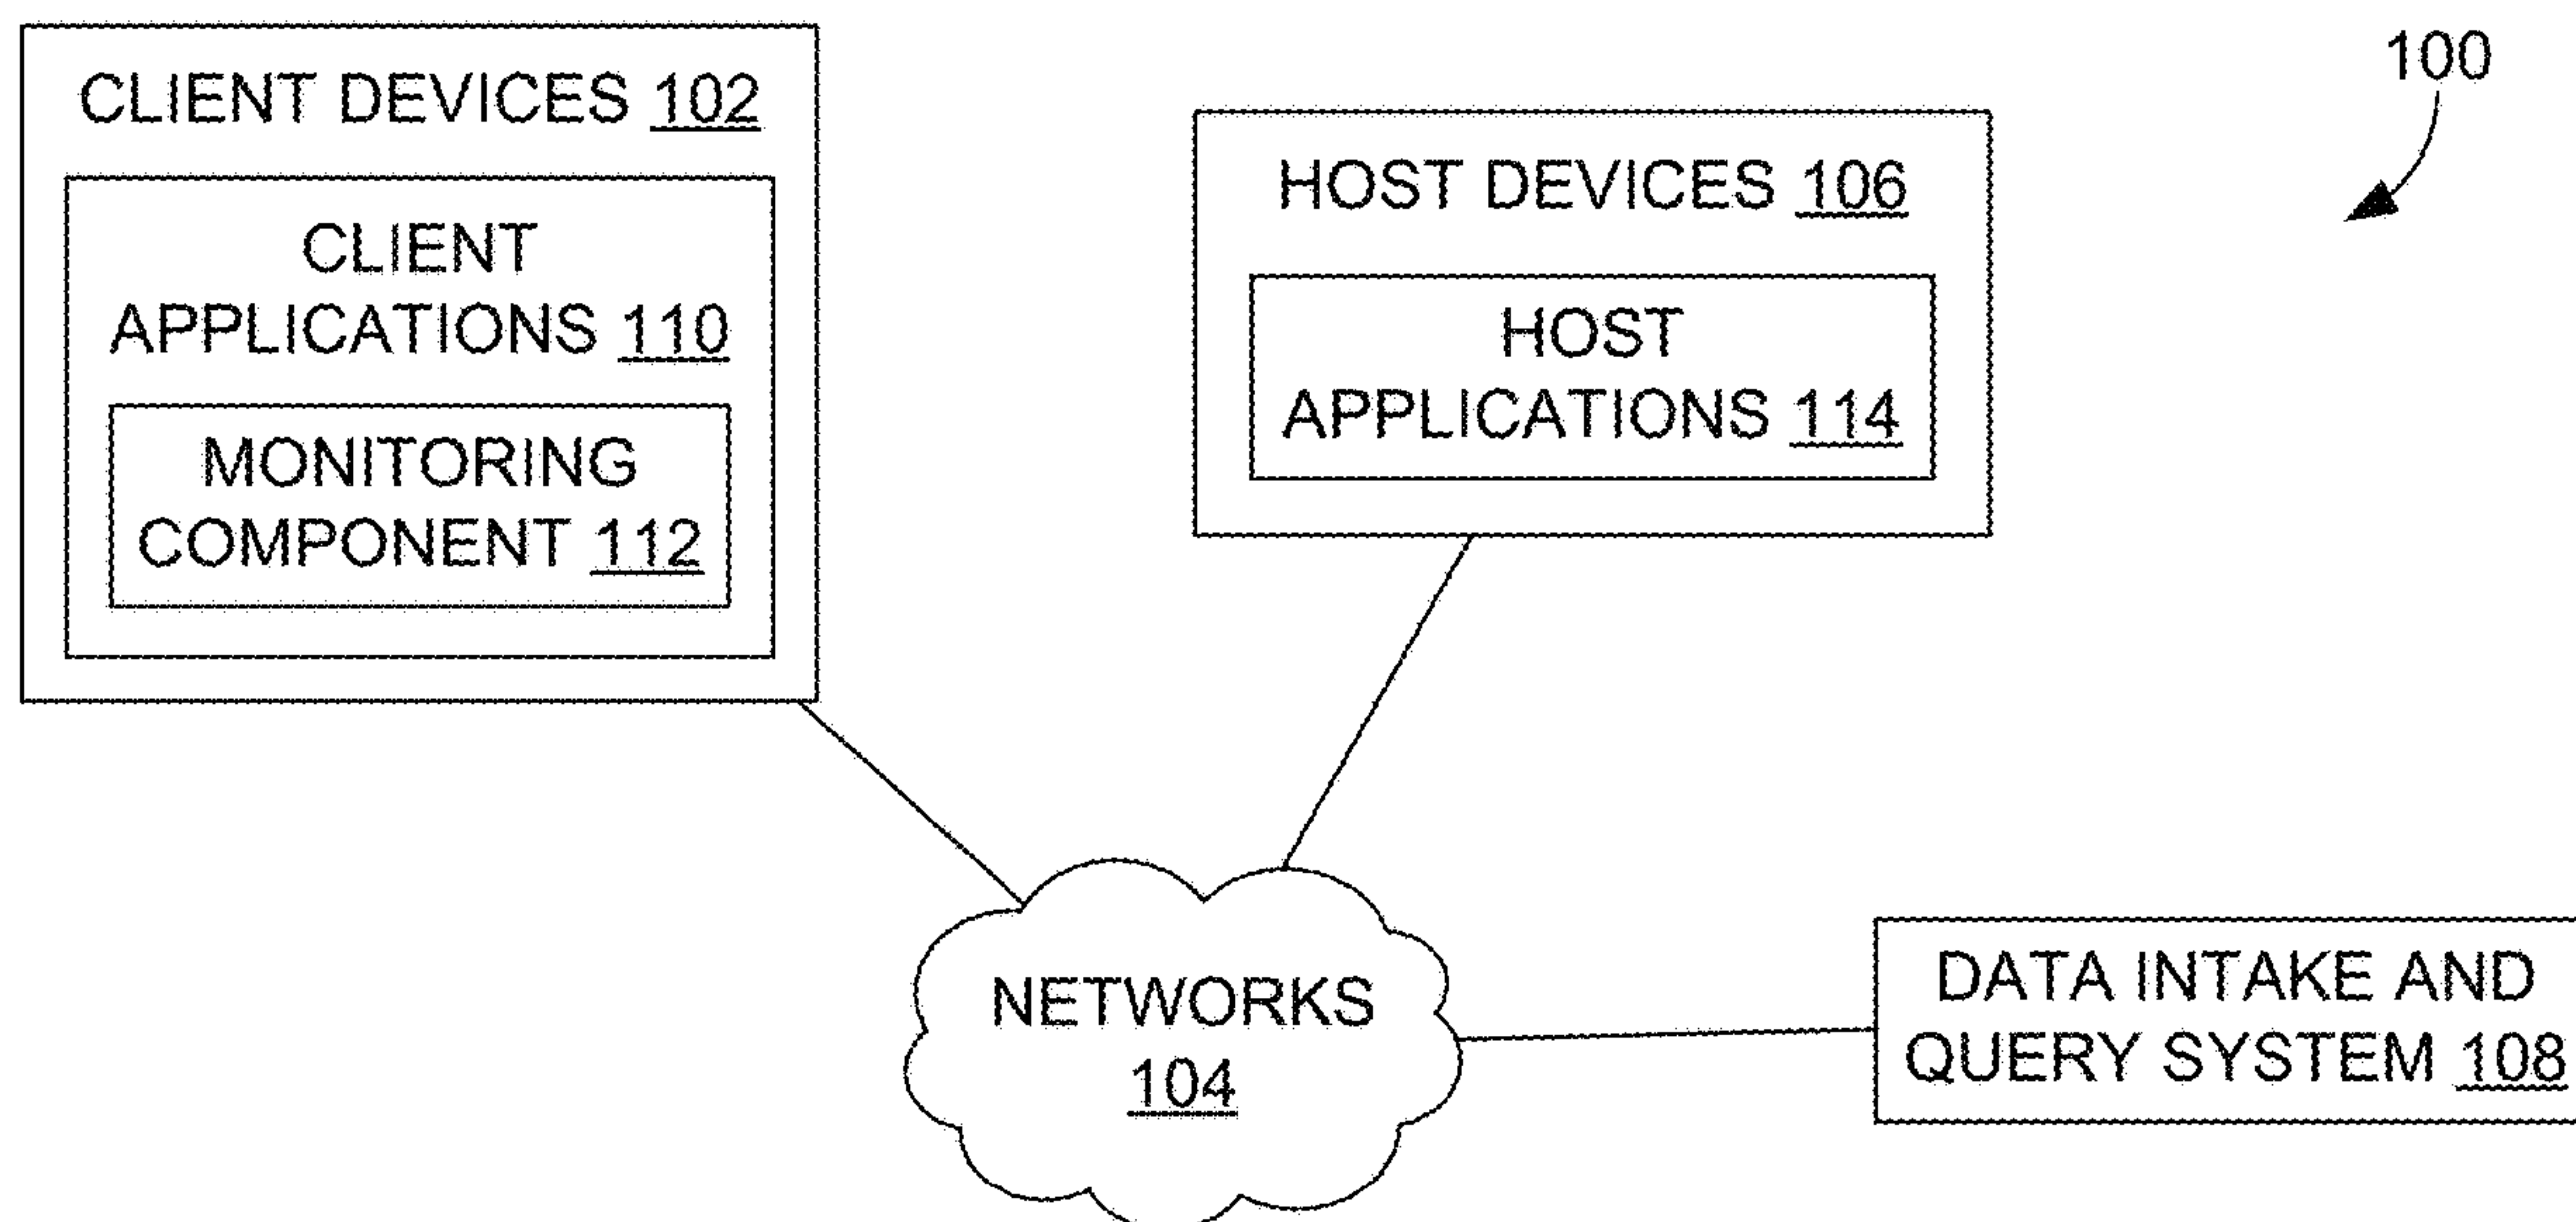 CLIENT DEVICES 102
CLIENT
APPLICATIONS 110
MONITORING
COMPONENT 112
HOST DEVICES 106
HOST
APPLICATIONS 114
100
NETWORKS
104
DATA INTAKE AND
QUERY SYSTEM 108